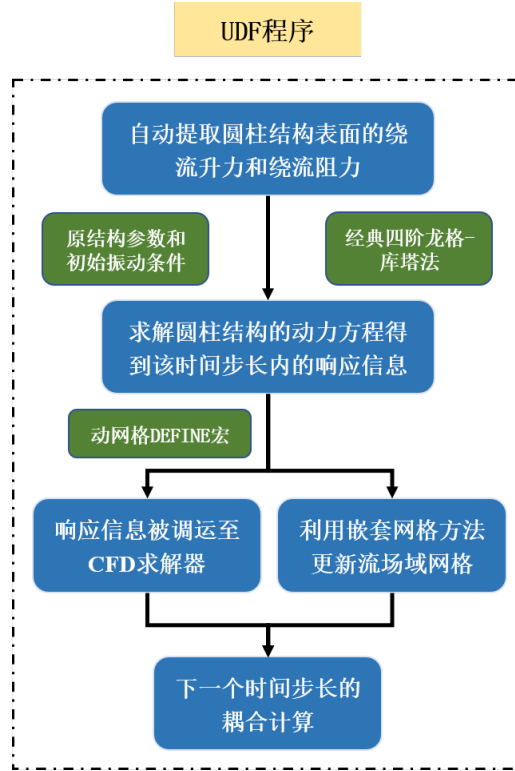 UDF程序
自动提取圆柱结构表面的绕
流升力和绕流阻力
原结构参数和
初始振动条件
经典四阶龙格-
库塔法
求解圆柱结构的动力方程得
到该时间步长内的响应信息
动网格DEFINE宏
响应信息被调运至
CFD求解器
利用嵌套网格方法
更新流场域网格
下一个时间步长的
耦合计算